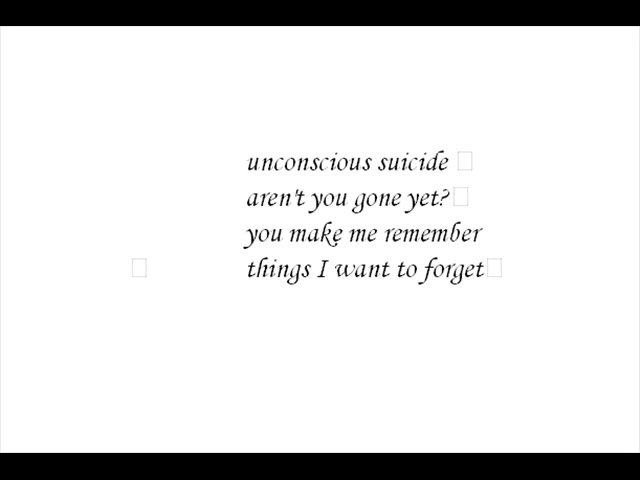 unconscious suicide
aren't you gone yet?
you make me remember
things I want to forget